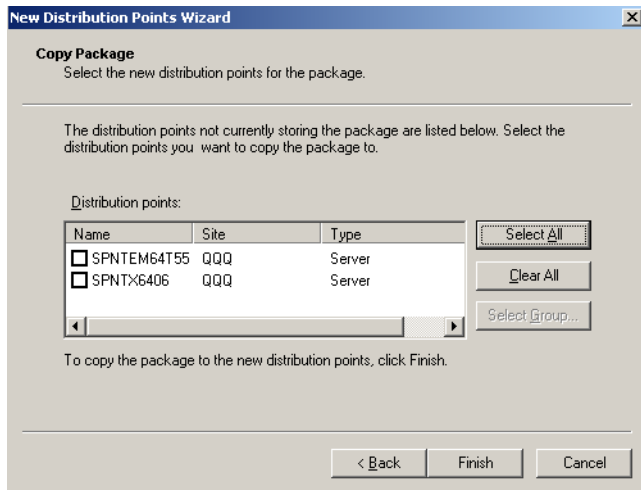 New Distribution Points Wizard
Copy Package
Select the new distribution points for the package.
The distribution points not currently storing the package are listed below. Select the
distribution points you want to copy the package to.
Distribution points:
Name Site Type
SPNTEM64T55 QQQ Server
SPNTX6406 QQQ Server
Select All
Clear All
Select Group...
To copy the package to the new distribution points, click Finish.
< Back Finish Cancel